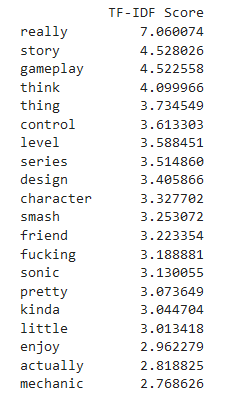 TF-IDF Score
really 7.060074
story 4.528026
gameplay 4.522558
think 4.099966
thing 3.734549
control 3.613303
level 3.588451
series 3.514860
design 3.405866
character 3.327702
smash 3.253072
friend 3.223354
fucking 3.188881
sonic 3.130055
pretty 3.073649
kinda 3.044704
little 3.013418
enjoy 2.962279
actually 2.818825
mechanic 2.768626